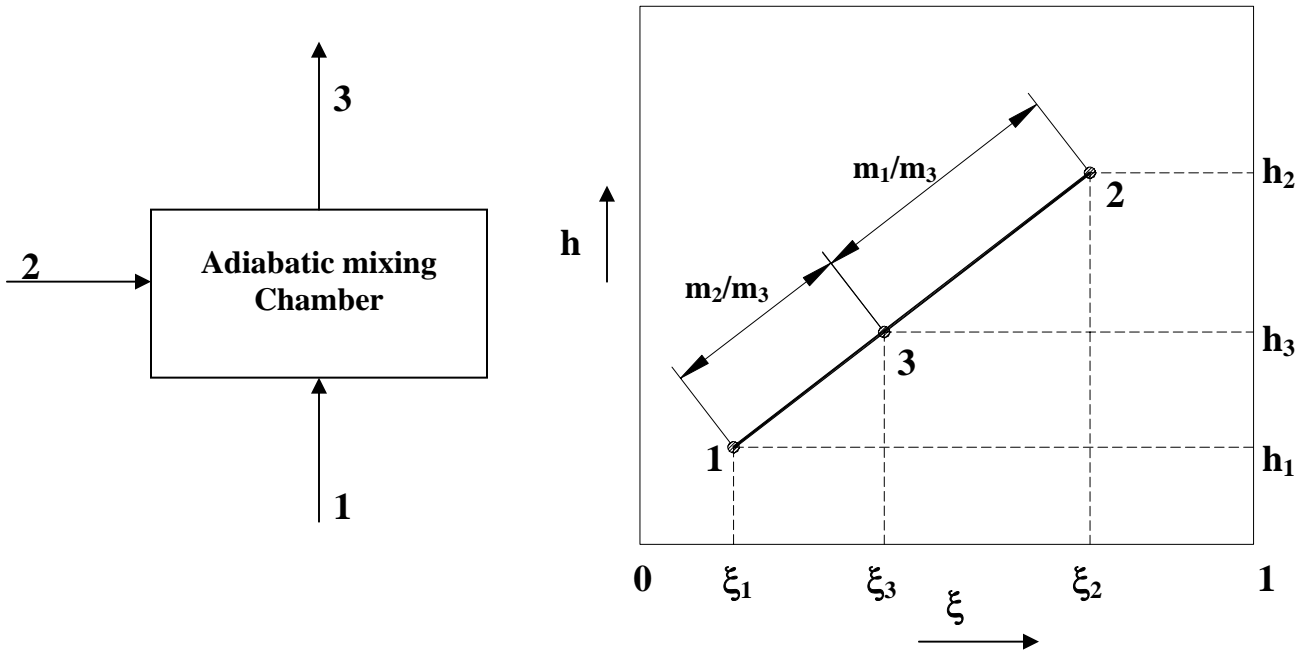 3
2
Adiabatic mixing
Chamber
1
h
m₁/m₃
m₂/m₃
2
3
1
h₂
h₃
h₁
0 ξ₁ ξ₃ ξ₂ 1
ξ